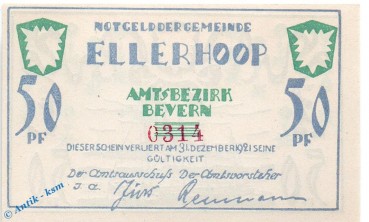 NOTGELD DER GEMEINDE
ELLERHOOP
50 PF
AMTSBEZIRK
BEVERN
50 PF
0314
DIESER SCHEIN VERLIERT AM 31. DEZEMBER 1921 SEINE
GÜLTIGKEIT
Der Amtsausschuß Der Amtsvorsteher
I. A.
© Antik - ksm